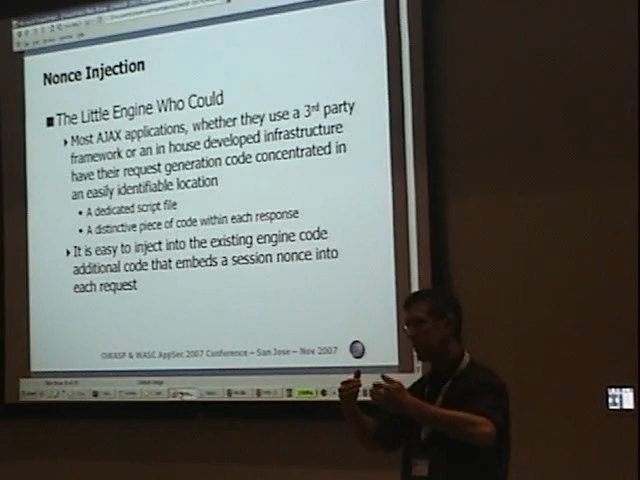 Nonce Injection
The Little Engine Who Could
Most AJAX applications, whether they use a 3rd party
framework or an in house developed infrastructure
have their request generation code concentrated in
an easily identifiable location
A dedicated script file
A distinctive piece of code within each response
It is easy to inject into the existing engine code
additional code that embeds a session nonce into
each request
OWASP & WASC AppSec 2007 Conference – San Jose – Nov 2007